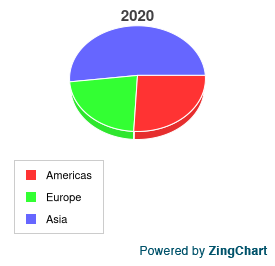 2020
Americas
Europe
Asia
Powered by ZingChart